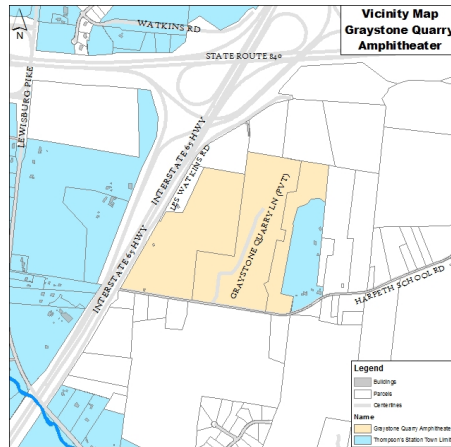 Vicinity Map
Graystone Quarry
Amphitheater
N
WATKINS RD
STATE ROUTE 840
LEWISBURG PIKE
INTERSTATE 65 HWY
LES WATKINS RD
GRAYSTONE QUARRY LN (PVT)
INTERSTATE 65 HWY
HARPETH SCHOOL RD
Legend
Buildings
Parcels
Centerlines
Name
Graystone Quarry Amphitheater
Thompson's Station Town Limit